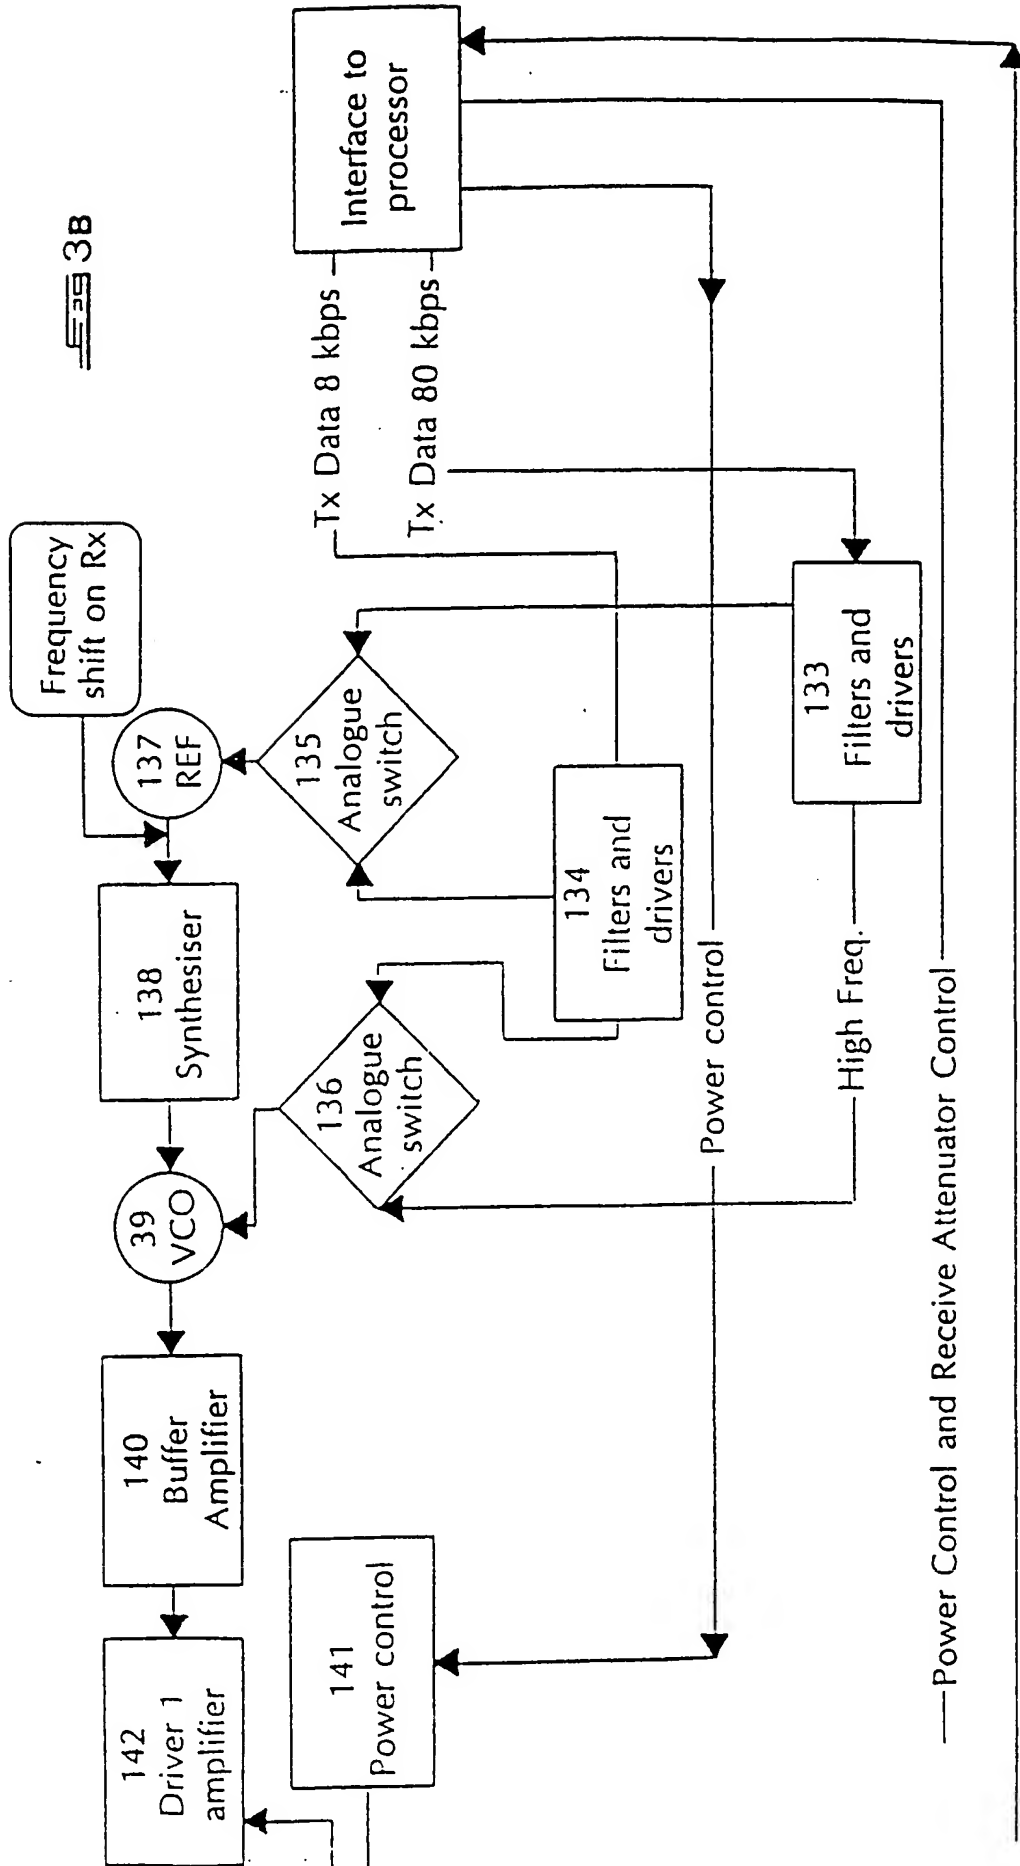 Fig 3B
142
Driver 1
amplifier
140
Buffer
Amplifier
39
VCO
138
Synthesiser
137
REF
Frequency
shift on Rx
141
Power control
136
Analogue
switch
135
Analogue
switch
Tx Data 8 kbps
Tx Data 80 kbps
Interface to
processor
134
Filters and
drivers
Power control
133
Filters and
drivers
High Freq.
Power Control and Receive Attenuator Control